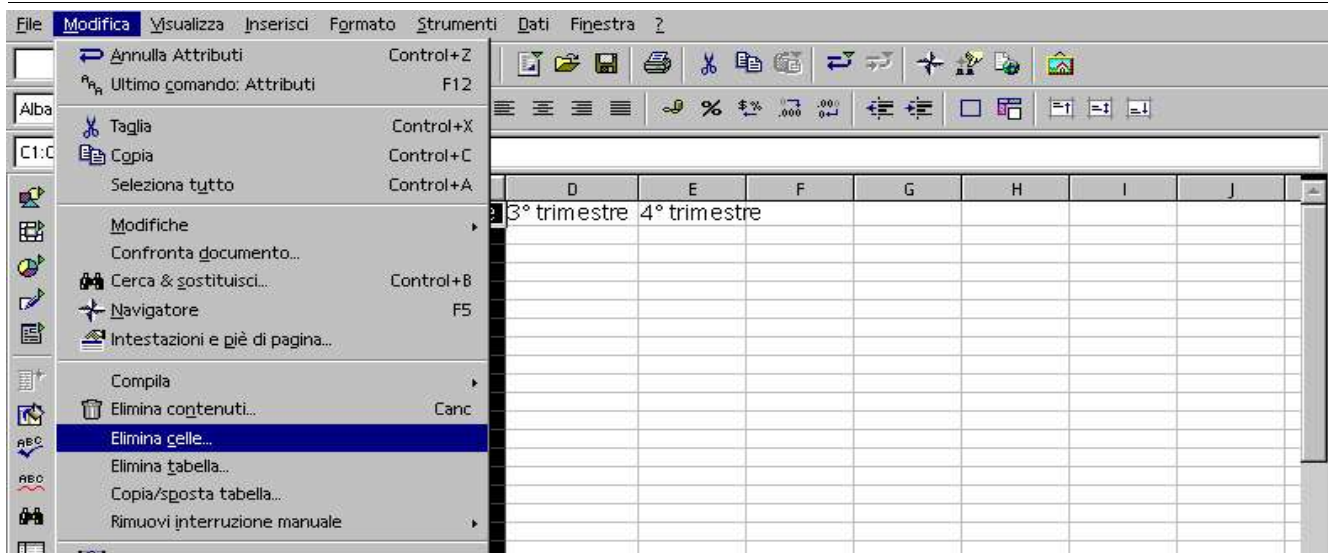 File Modifica Visualizza Inserisci Formato Strumenti Dati Finestra ?
Annulla Attributi Control+Z
Ultimo comando: Attributi F12
Taglia Control+X
Copia Control+C
Seleziona tutto Control+A
Modifiche
Confronta documento...
Cerca & sostituisci... Control+B
Navigatore F5
Intestazioni e piè di pagina...
Compila
Elimina contenuti... Canc
Elimina celle...
Elimina tabella...
Copia/sposta tabella...
Rimuovi interruzione manuale
Alba
C1:C
D E F G H I J
3° trimestre 4° trimestre
ABC
ABC